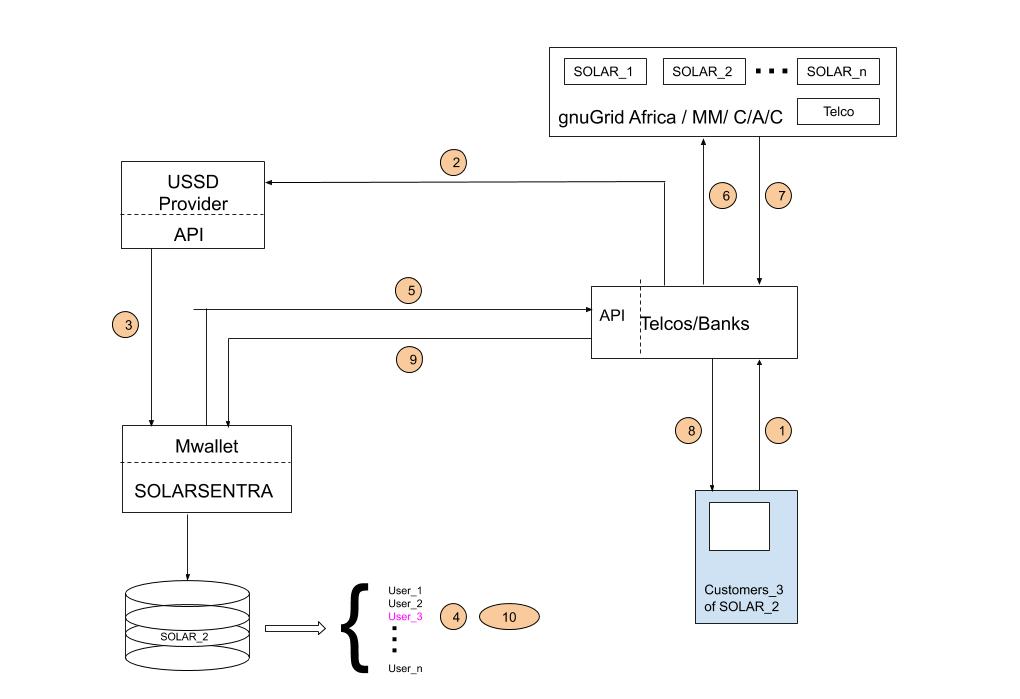 SOLAR_1
SOLAR_2
SOLAR_n
gnuGrid Africa / MM/ C/A/C
Telco
2
6
7
USSD
Provider
API
5
3
API
Telcos/Banks
9
8
1
Mwallet
SOLARSENTRA
Customers_3
of SOLAR_2
SOLAR_2
User_1
User_2
User_3
User_n
4
10